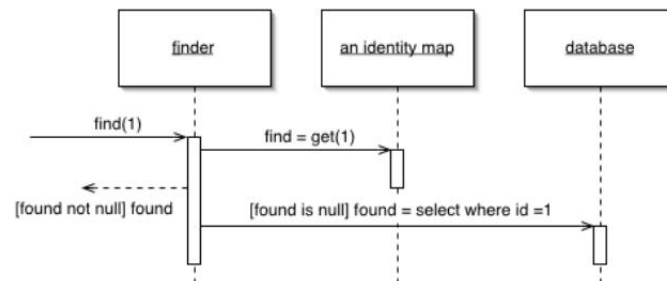 finder
an identity map
database
find(1)
find = get(1)
[found not null] found
[found is null] found = select where id =1